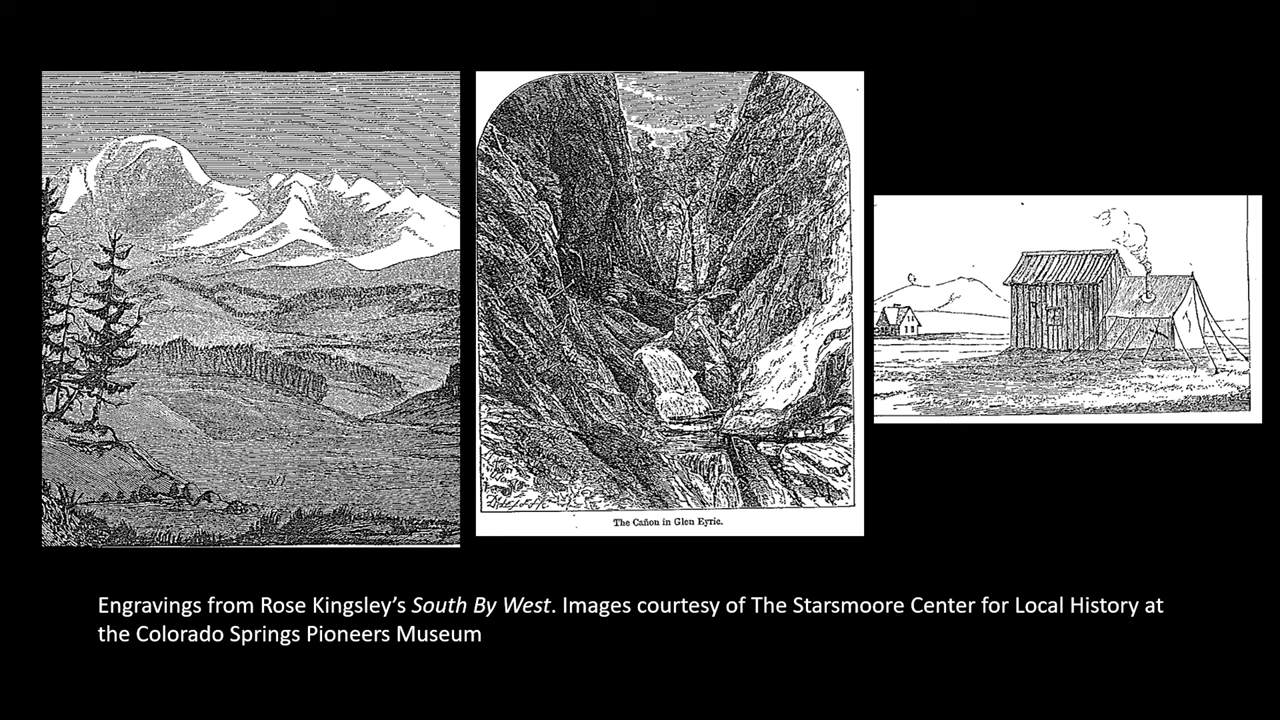 The Cañon in Glen Eyrie.
Engravings from Rose Kingsley’s South By West. Images courtesy of The Starsmoore Center for Local History at
the Colorado Springs Pioneers Museum